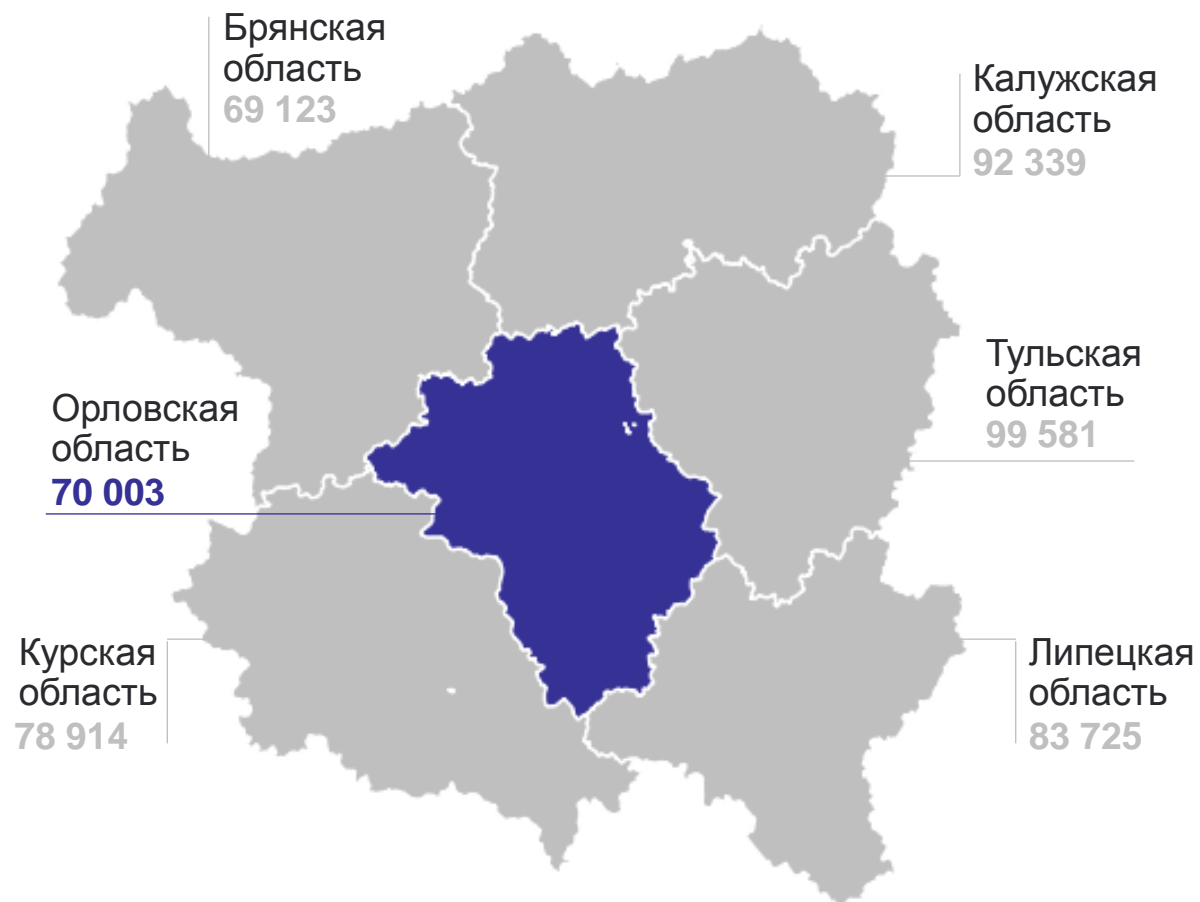 Брянская
область
69 123
Калужская
область
92 339
Тульская
область
99 581
Орловская
область
70 003
Курская
область
78 914
Липецкая
область
83 725